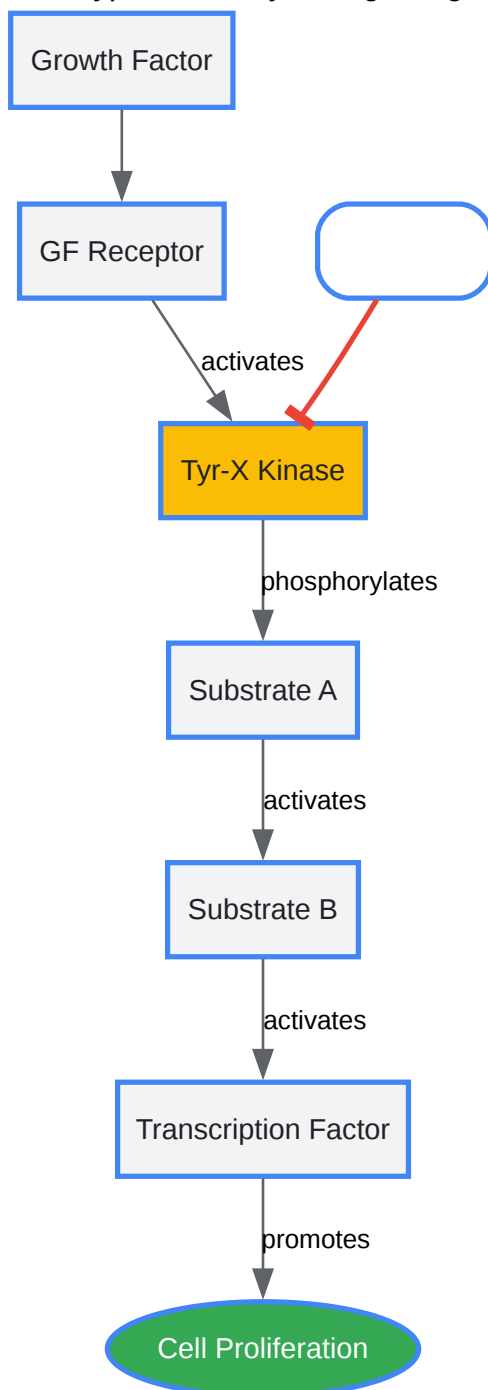 Growth Factor
GF Receptor
activates
Tyr-X Kinase
phosphorylates
Substrate A
activates
Substrate B
activates
Transcription Factor
promotes
Cell Proliferation